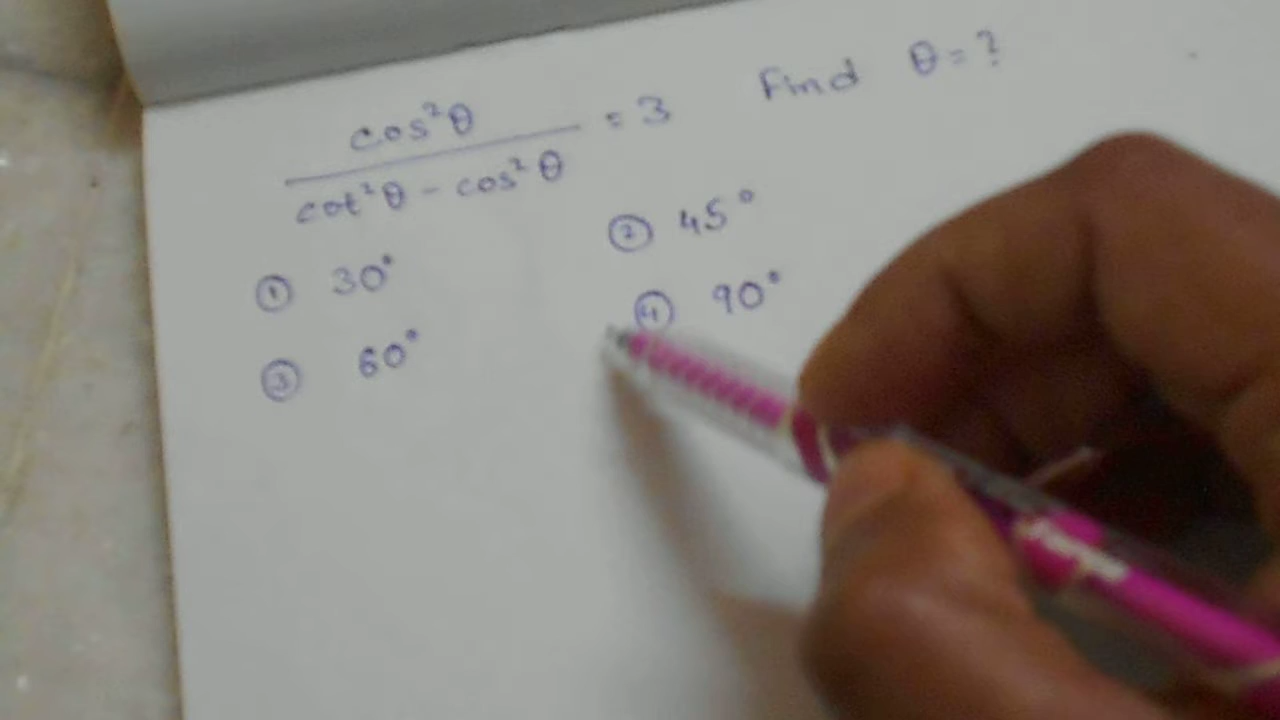 cos²θ / cot²θ - cos²θ = 3 Find θ = ?
① 30° ② 45°
③ 60° ④ 90°